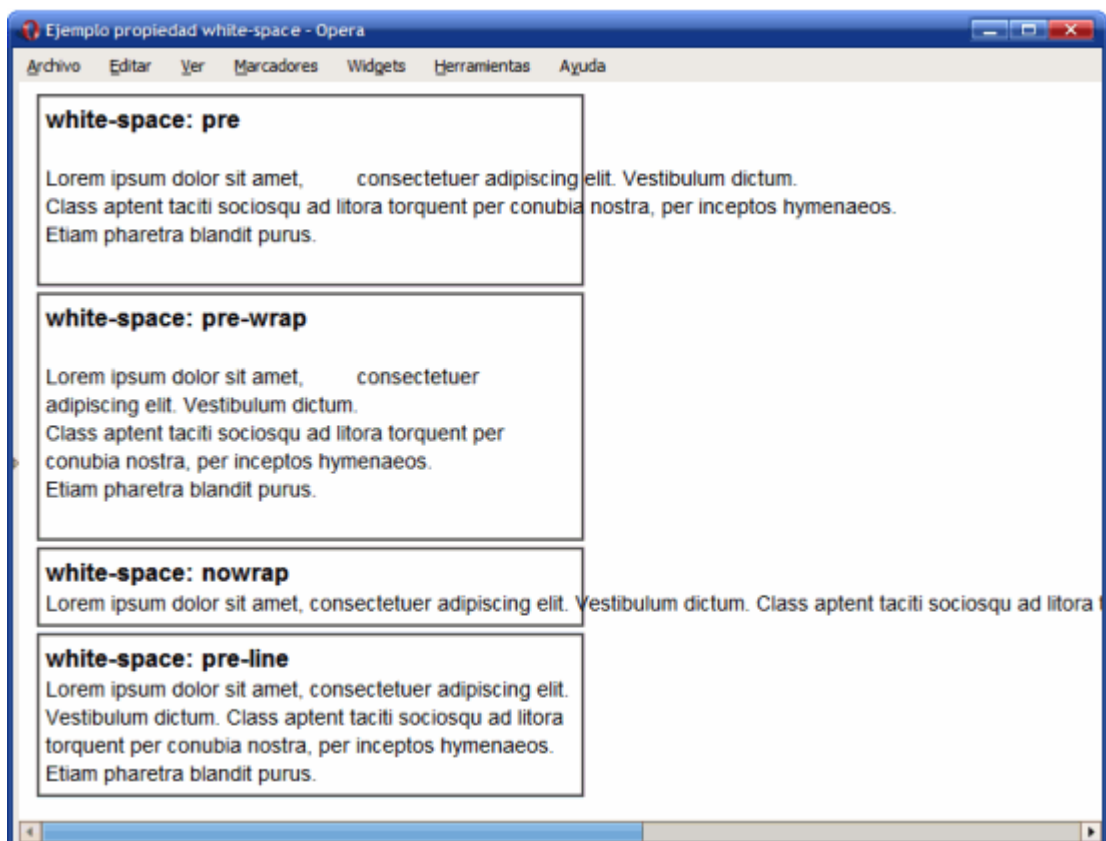 Ejemplo propiedad white-space - Opera
Archivo Editar Ver Marcadores Widgets Herramientas Ayuda
white-space: pre
Lorem ipsum dolor sit amet, consectetuer adipiscing elit. Vestibulum dictum.
Class aptent taciti sociosqu ad litora torquent per conubia nostra, per inceptos hymenaeos.
Etiam pharetra blandit purus.
white-space: pre-wrap
Lorem ipsum dolor sit amet, consectetuer
adipiscing elit. Vestibulum dictum.
Class aptent taciti sociosqu ad litora torquent per
conubia nostra, per inceptos hymenaeos.
Etiam pharetra blandit purus.
white-space: nowrap
Lorem ipsum dolor sit amet, consectetuer adipiscing elit. Vestibulum dictum. Class aptent taciti sociosqu ad litora
white-space: pre-line
Lorem ipsum dolor sit amet, consectetuer adipiscing elit.
Vestibulum dictum. Class aptent taciti sociosqu ad litora
torquent per conubia nostra, per inceptos hymenaeos.
Etiam pharetra blandit purus.